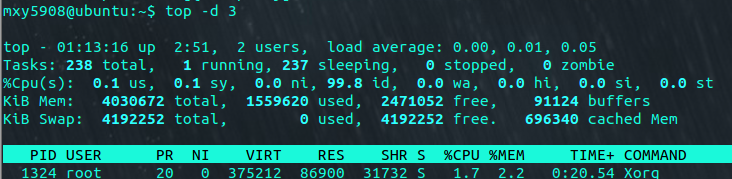 mxy5908@ubuntu:~$ top -d 3
top - 01:13:16 up  2:51,  2 users,  load average: 0.00, 0.01, 0.05
Tasks: 238 total,   1 running, 237 sleeping,   0 stopped,   0 zombie
%Cpu(s):  0.1 us,  0.1 sy,  0.0 ni, 99.8 id,  0.0 wa,  0.0 hi,  0.0 si,  0.0 st
KiB Mem:   4030672 total,  1559620 used,  2471052 free,    91124 buffers
KiB Swap:  4192252 total,        0 used,  4192252 free.   696340 cached Mem
  PID USER      PR  NI    VIRT    RES    SHR S  %CPU %MEM     TIME+ COMMAND
 1324 root      20   0  375212  86900  31732 S   1.7  2.2   0:20.54 Xorg